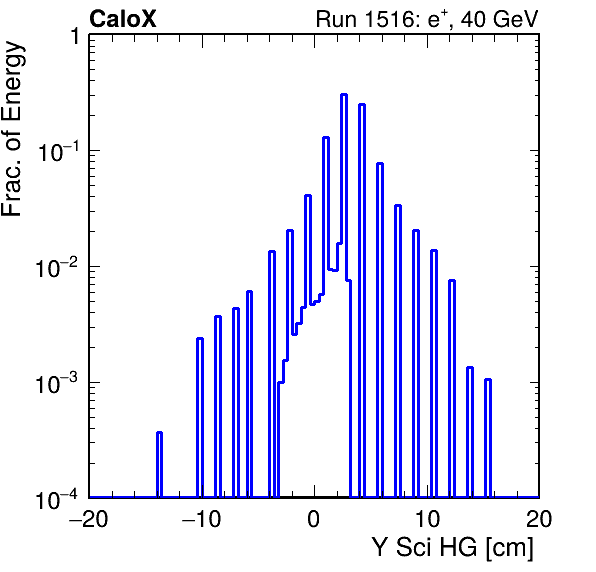 CaloX Run 1516: e⁺, 40 GeV
Frac. of Energy
1
10⁻¹
10⁻²
10⁻³
10⁻⁴
−20 −10 0 10 20
Y Sci HG [cm]